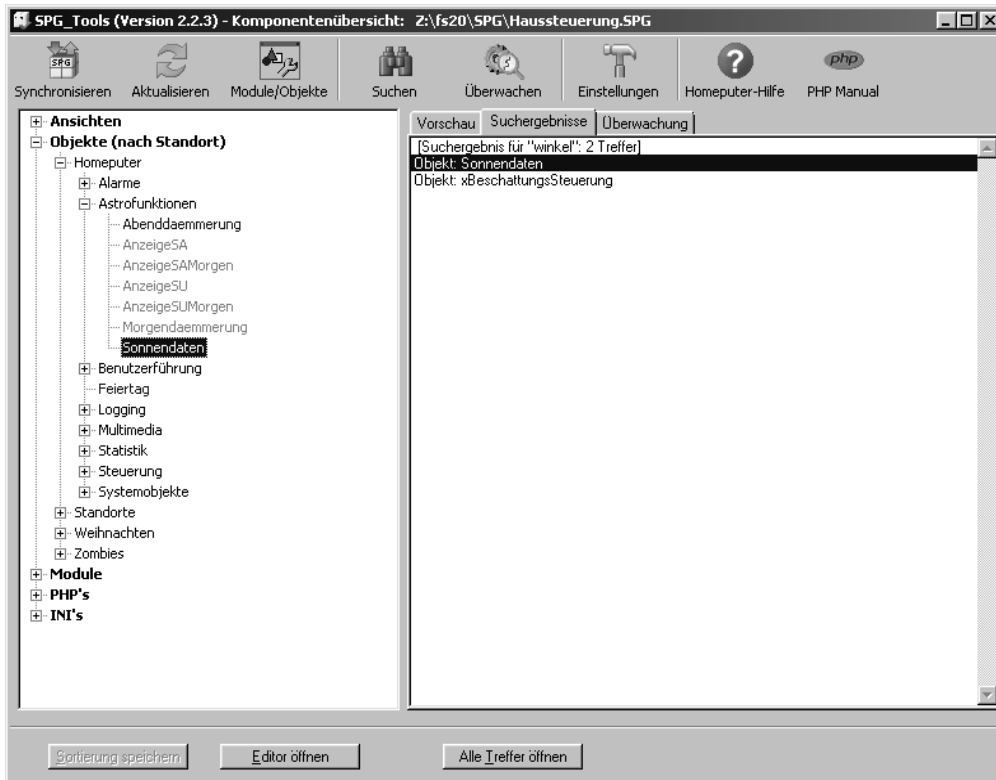 SPG_Tools (Version 2.2.3) - Komponentenübersicht: Z:\fs20\SPG\Haussteuerung.SPG
SPG
php
Synchronisieren Aktualisieren Module/Objekte Suchen Überwachen Einstellungen Homeputer-Hilfe PHP Manual
Ansichten
Objekte (nach Standort)
Homeputer
Alarme
Astrofunktionen
Abenddaemmerung
AnzeigeSA
AnzeigeSAMorgen
AnzeigeSU
AnzeigeSUMorgen
Morgendaemmerung
Sonnendaten
Benutzerführung
Feiertag
Logging
Multimedia
Statistik
Steuerung
Systemobjekte
Standorte
Weihnachten
Zombies
Module
PHP's
INI's
Vorschau Suchergebnisse Überwachung
[Suchergebnis für "winkel": 2 Treffer]
Objekt: Sonnendaten
Objekt: xBeschattungsSteuerung
Sortierung speichern Editor öffnen Alle Treffer öffnen